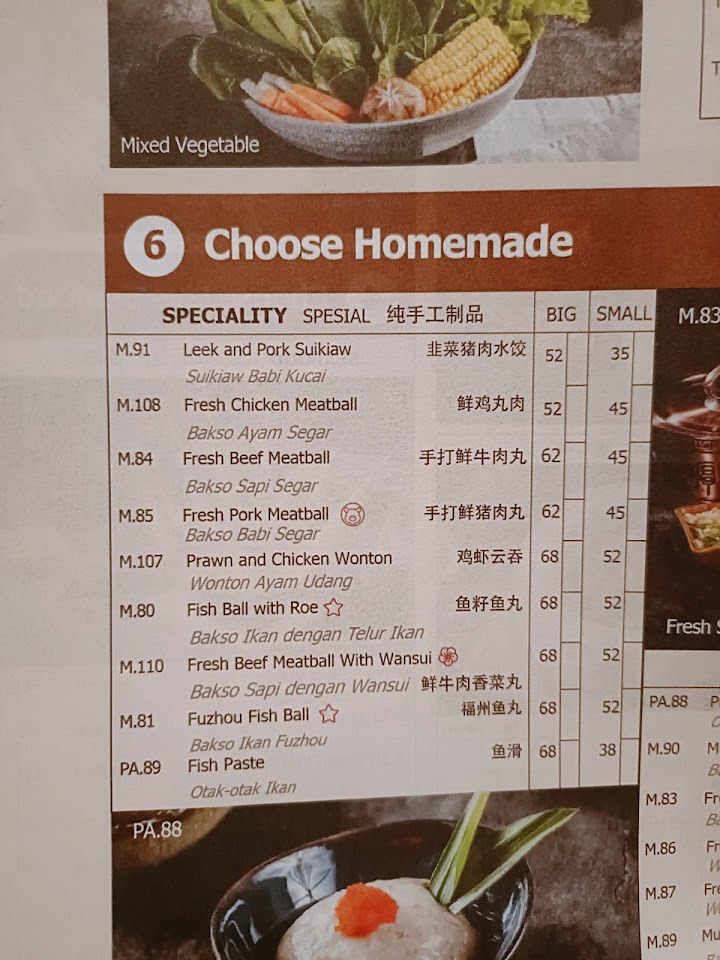 Mixed Vegetable
6 Choose Homemade
SPECIALITY SPESIAL 纯手工制品 BIG SMALL
M.91 Leek and Pork Suikiaw 韭菜猪肉水饺 52 35
Suikiaw Babi Kucai
M.108 Fresh Chicken Meatball 鲜鸡丸肉 52 45
Bakso Ayam Segar
M.84 Fresh Beef Meatball 手打鲜牛肉丸 62 45
Bakso Sapi Segar
M.85 Fresh Pork Meatball 手打鲜猪肉丸 62 45
Bakso Babi Segar
M.107 Prawn and Chicken Wonton 鸡虾云吞 68 52
Wonton Ayam Udang
M.80 Fish Ball with Roe 鱼籽鱼丸 68 52
Bakso Ikan dengan Telur Ikan
M.110 Fresh Beef Meatball With Wansui 68 52
Bakso Sapi dengan Wansui 鲜牛肉香菜丸
M.81 Fuzhou Fish Ball 福州鱼丸 68 52
Bakso Ikan Fuzhou
PA.89 Fish Paste 鱼滑 68 38
Otak-otak Ikan
PA.88
M.83
Fresh
PA.88
M.90
M.83
M.86
M.87
M.89